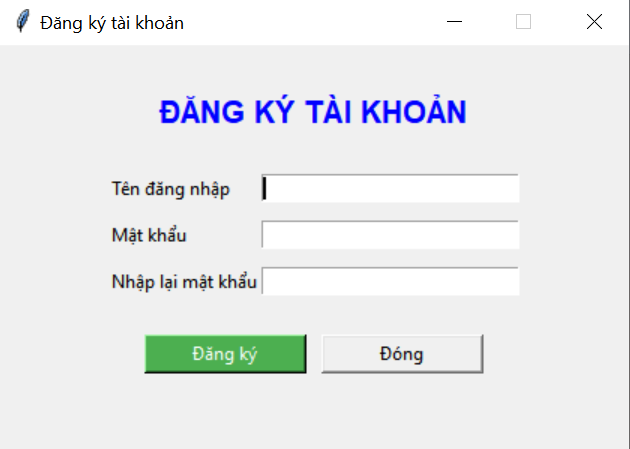 Đăng ký tài khoản
ĐĂNG KÝ TÀI KHOẢN
Tên đăng nhập
Mật khẩu
Nhập lại mật khẩu
Đăng ký Đóng